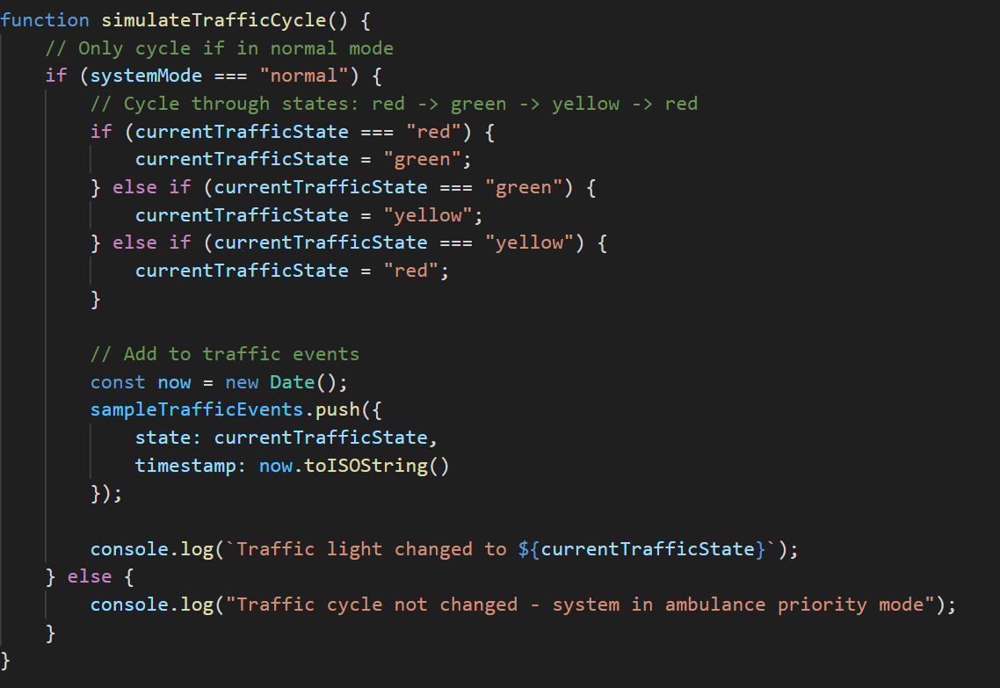 function simulateTrafficCycle() {
    // Only cycle if in normal mode
    if (systemMode === "normal") {
        // Cycle through states: red -> green -> yellow -> red
        if (currentTrafficState === "red") {
            currentTrafficState = "green";
        } else if (currentTrafficState === "green") {
            currentTrafficState = "yellow";
        } else if (currentTrafficState === "yellow") {
            currentTrafficState = "red";
        }

        // Add to traffic events
        const now = new Date();
        sampleTrafficEvents.push({
            state: currentTrafficState,
            timestamp: now.toISOString()
        });

        console.log(`Traffic light changed to ${currentTrafficState}`);
    } else {
        console.log("Traffic cycle not changed - system in ambulance priority mode");
    }
}